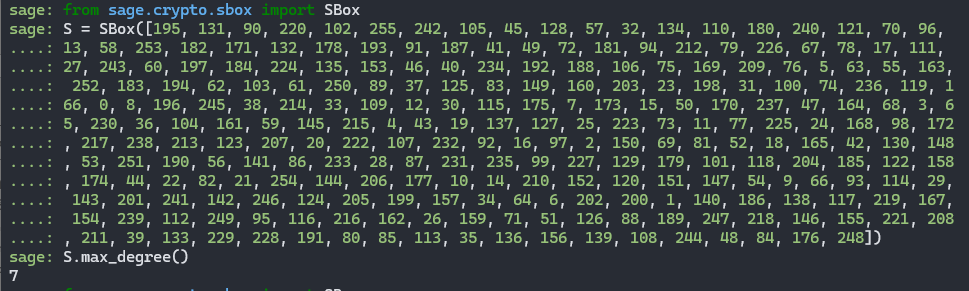 sage: from sage.crypto.sbox import SBox
sage: S = SBox([195, 131, 90, 220, 102, 255, 242, 105, 45, 128, 57, 32, 134, 110, 180, 240, 121, 70, 96,
....: 13, 58, 253, 182, 171, 132, 178, 193, 91, 187, 41, 49, 72, 181, 94, 212, 79, 226, 67, 78, 17, 111,
....: 27, 243, 60, 197, 184, 224, 135, 153, 46, 40, 234, 192, 188, 106, 75, 169, 209, 76, 5, 63, 55, 163,
....:  252, 183, 194, 62, 103, 61, 250, 89, 37, 125, 83, 149, 160, 203, 23, 198, 31, 100, 74, 236, 119, 1
....: 66, 0, 8, 196, 245, 38, 214, 33, 109, 12, 30, 115, 175, 7, 173, 15, 50, 170, 237, 47, 164, 68, 3, 6
....: 5, 230, 36, 104, 161, 59, 145, 215, 4, 43, 19, 137, 127, 25, 223, 73, 11, 77, 225, 24, 168, 98, 172
....: , 217, 238, 213, 123, 207, 20, 222, 107, 232, 92, 16, 97, 2, 150, 69, 81, 52, 18, 165, 42, 130, 148
....: , 53, 251, 190, 56, 141, 86, 233, 28, 87, 231, 235, 99, 227, 129, 179, 101, 118, 204, 185, 122, 158
....: , 174, 44, 22, 82, 21, 254, 144, 206, 177, 10, 14, 210, 152, 120, 151, 147, 54, 9, 66, 93, 114, 29,
....:  143, 201, 241, 142, 246, 124, 205, 199, 157, 34, 64, 6, 202, 200, 1, 140, 186, 138, 117, 219, 167,
....:  154, 239, 112, 249, 95, 116, 216, 162, 26, 159, 71, 51, 126, 88, 189, 247, 218, 146, 155, 221, 208
....: , 211, 39, 133, 229, 228, 191, 80, 85, 113, 35, 136, 156, 139, 108, 244, 48, 84, 176, 248])
sage: S.max_degree()
7